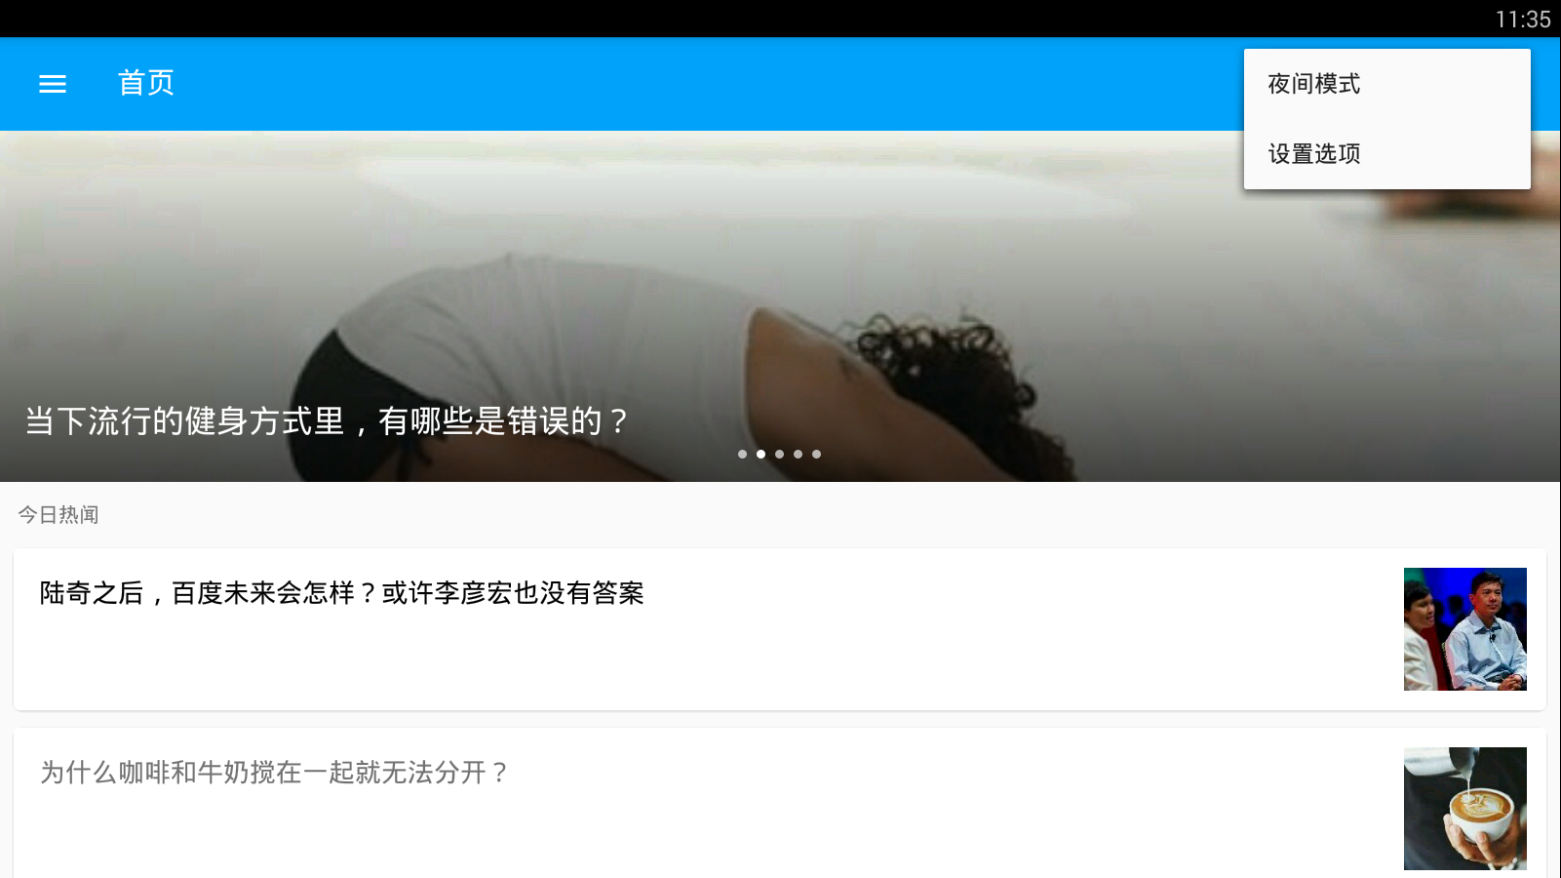 11:35
首页
夜间模式
设置选项
当下流行的健身方式里，有哪些是错误的？
今日热闻
陆奇之后，百度未来会怎样？或许李彦宏也没有答案
为什么咖啡和牛奶搅在一起就无法分开？